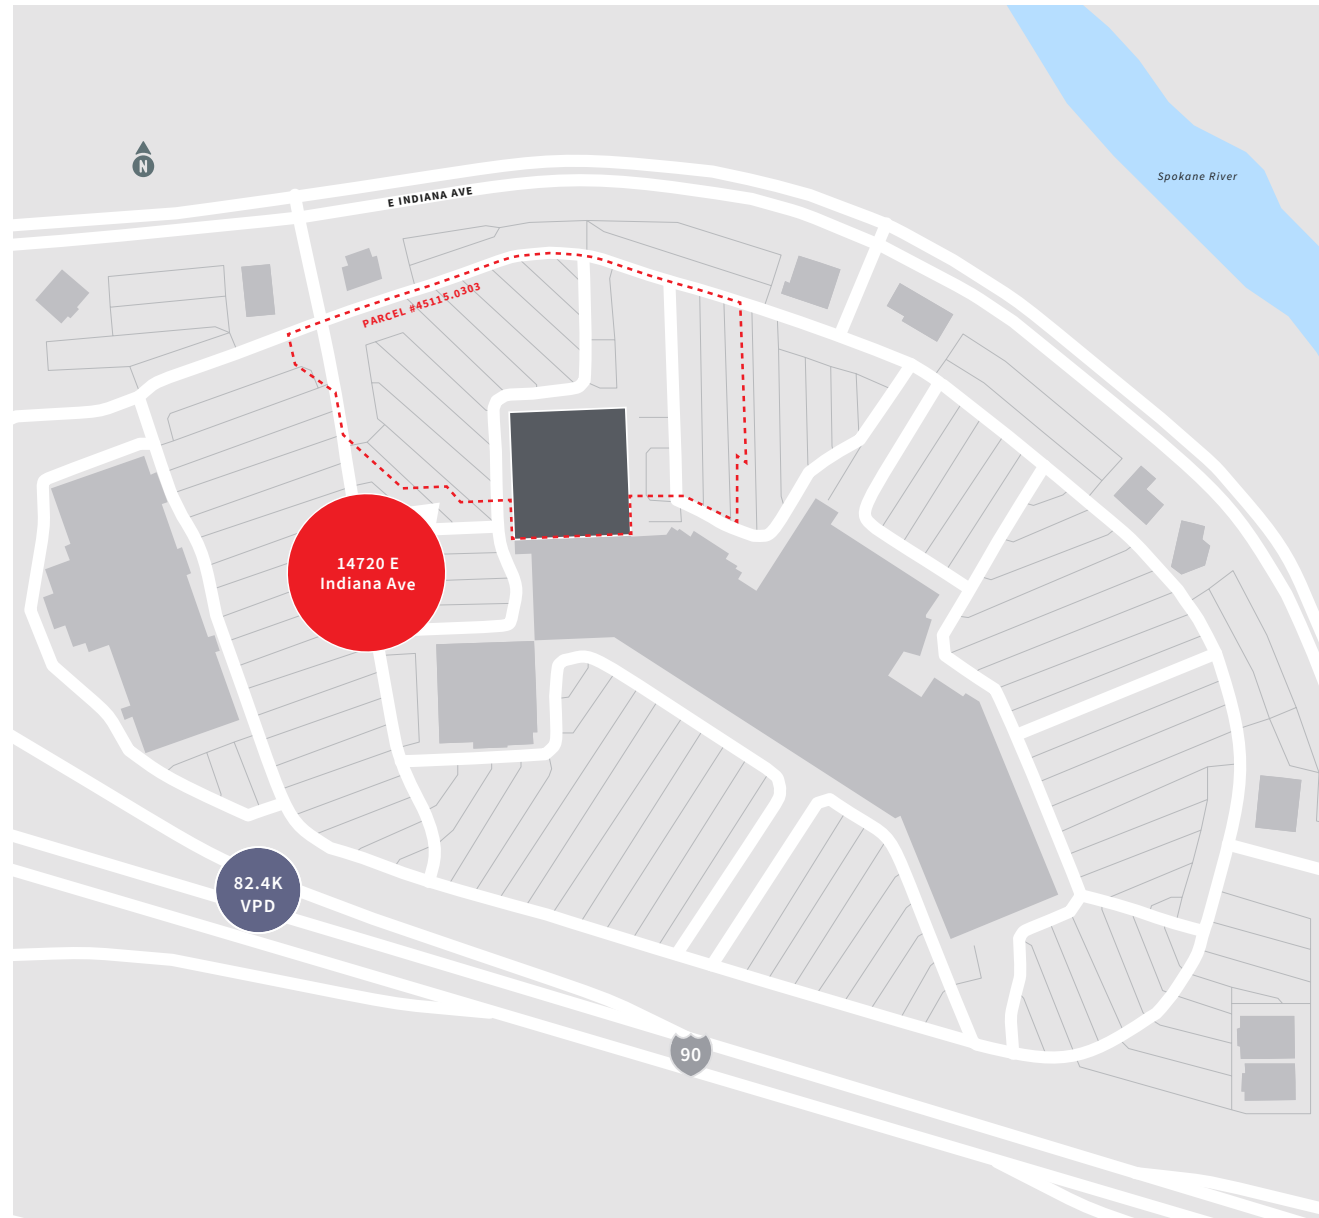 N
Spokane River
E INDIANA AVE
PARCEL #45115.0303
14720 E
Indiana Ave
82.4K
VPD
90